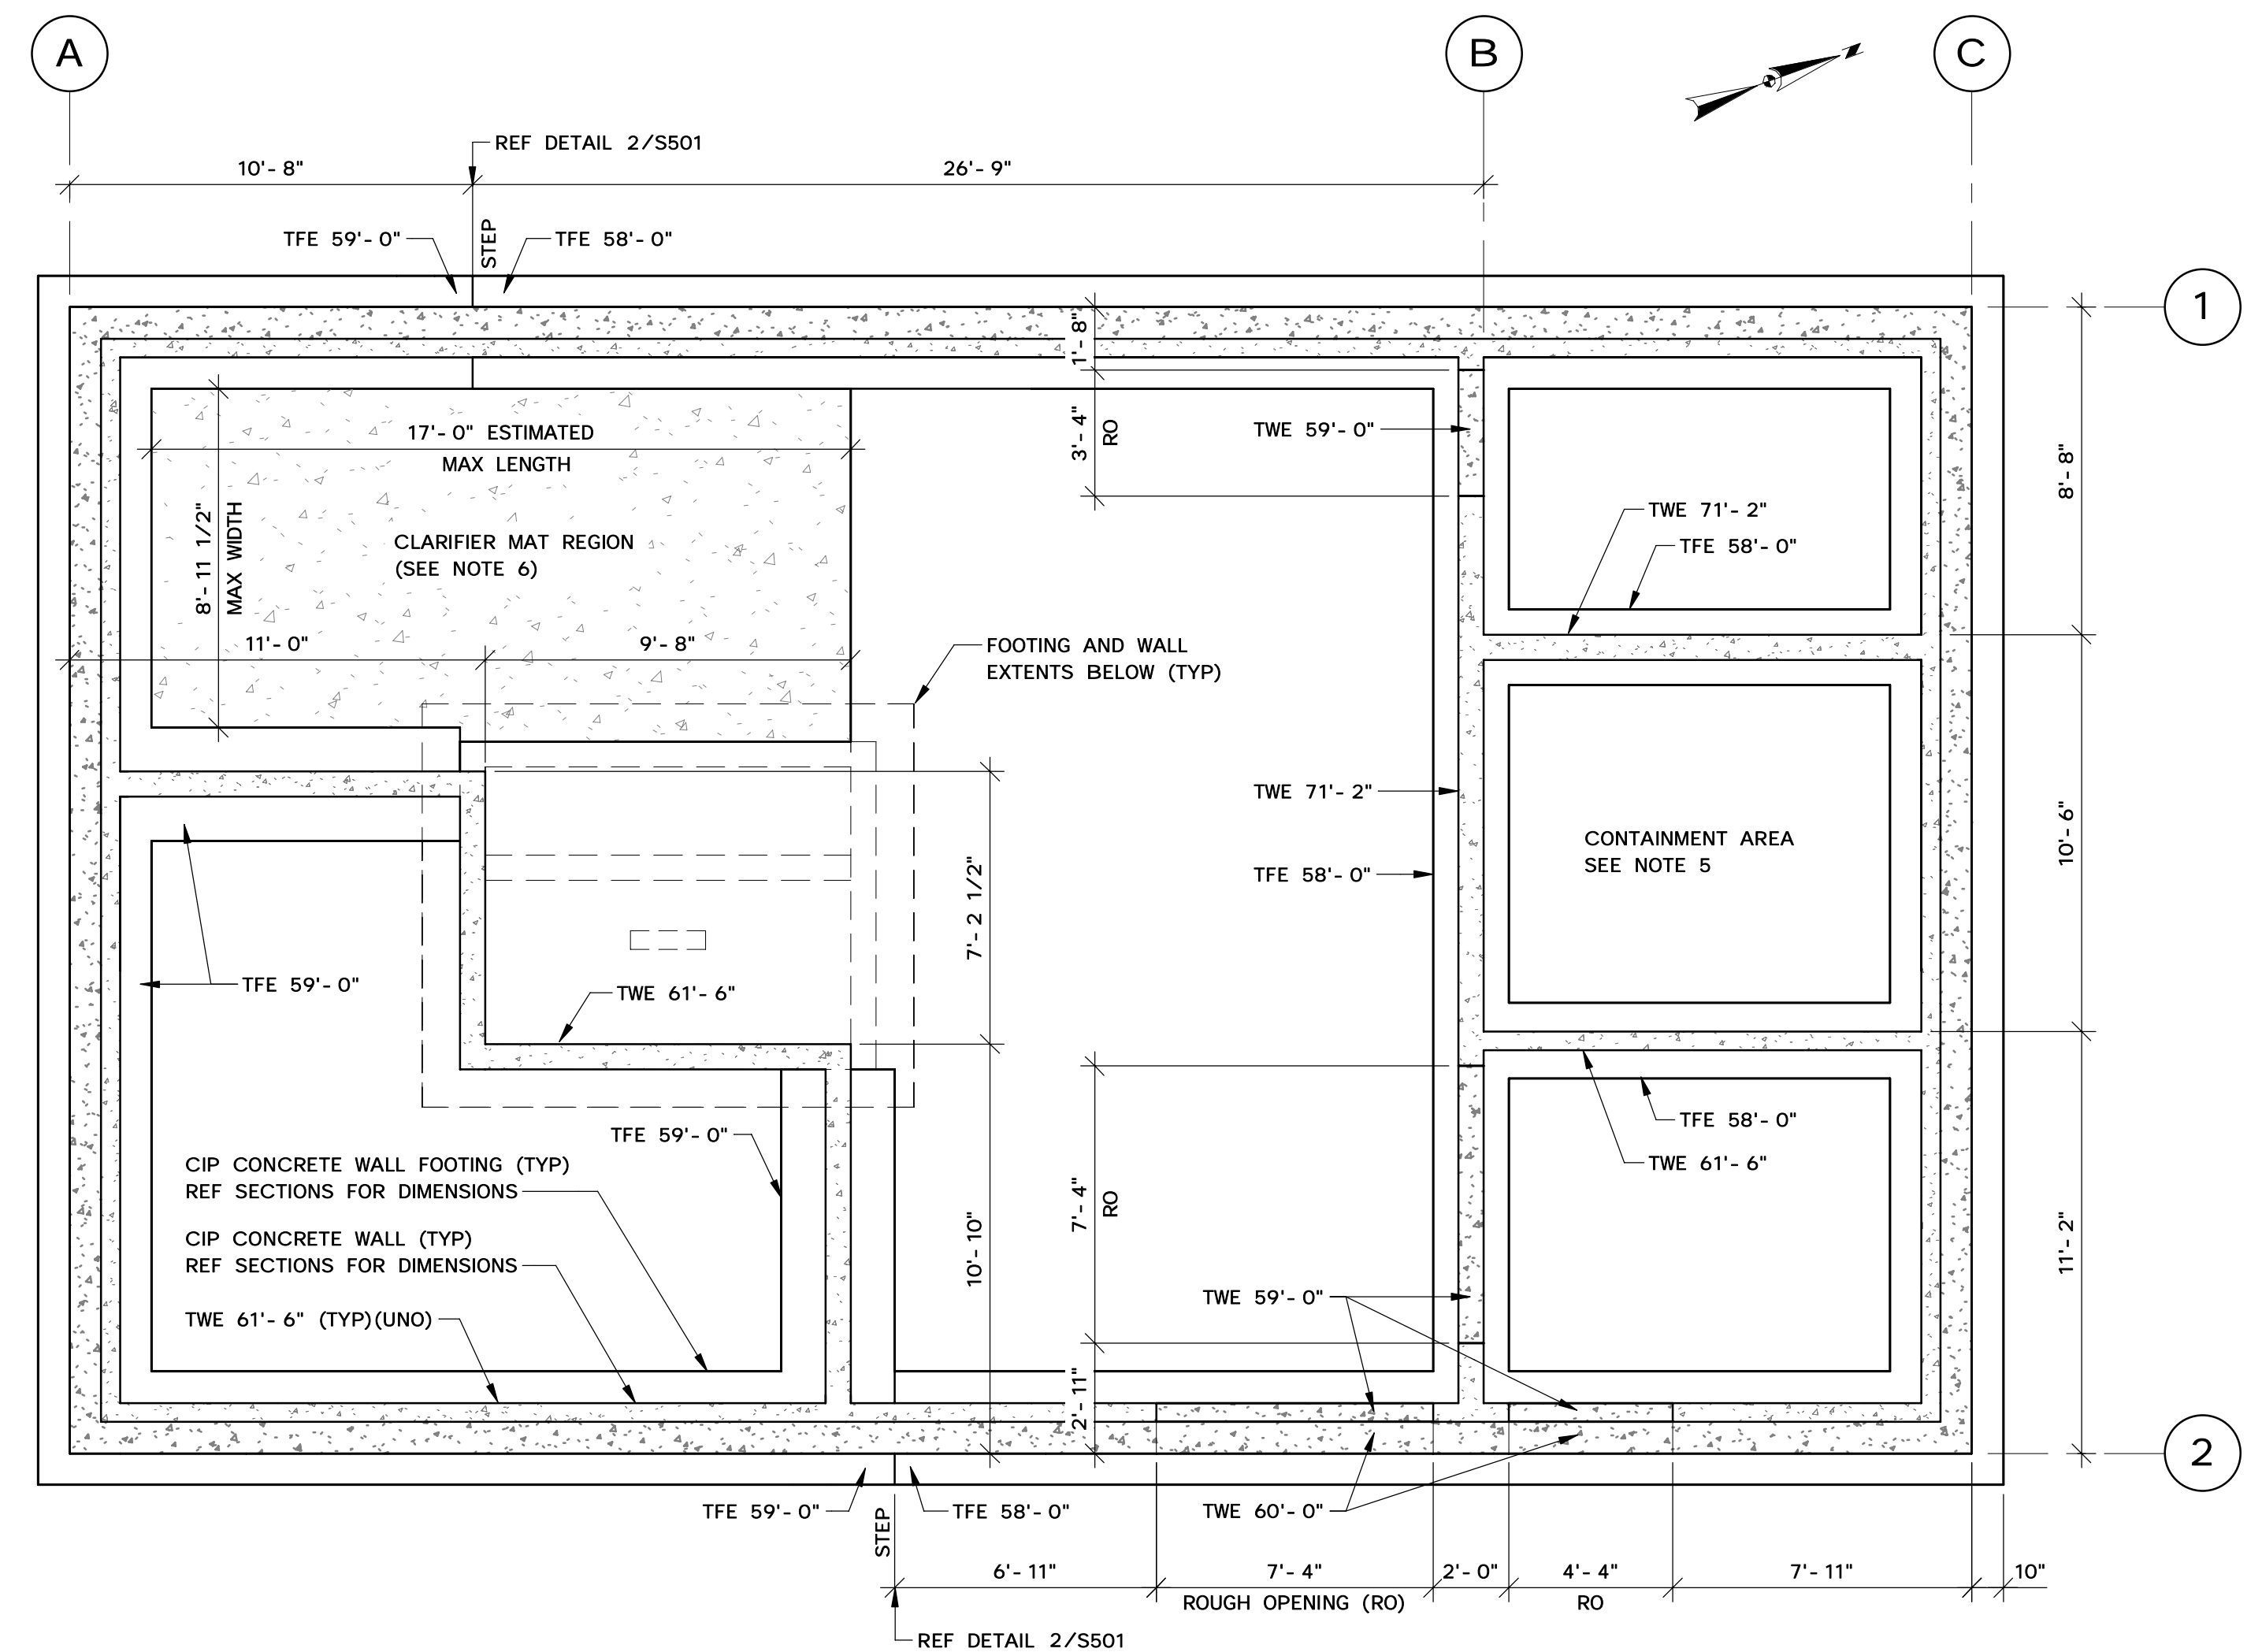 A
B
C
N
REF DETAIL 2/S501
10'- 8"
26'- 9"
TFE 59'- 0"
STEP
TFE 58'- 0"
1
1'- 8"
3'- 4"
RO
TWE 59'- 0"
17'- 0" ESTIMATED
MAX LENGTH
8'- 11 1/2"
MAX WIDTH
8'- 8"
TWE 71'- 2"
TFE 58'- 0"
CLARIFIER MAT REGION
(SEE NOTE 6)
11'- 0"
9'- 8"
FOOTING AND WALL
EXTENTS BELOW (TYP)
TWE 71'- 2"
TFE 58'- 0"
CONTAINMENT AREA
SEE NOTE 5
10'- 6"
7'- 2 1/2"
TFE 59'- 0"
TWE 61'- 6"
TFE 59'- 0"
TFE 58'- 0"
TWE 61'- 6"
CIP CONCRETE WALL FOOTING (TYP)
REF SECTIONS FOR DIMENSIONS
CIP CONCRETE WALL (TYP)
REF SECTIONS FOR DIMENSIONS
TWE 61'- 6" (TYP)(UNO)
10'- 10"
7'- 4"
RO
11'- 2"
TWE 59'- 0"
2'- 11"
2
TFE 59'- 0"
STEP
TFE 58'- 0"
TWE 60'- 0"
6'- 11"
7'- 4"
ROUGH OPENING (RO)
2'- 0"
4'- 4"
RO
7'- 11"
10"
REF DETAIL 2/S501